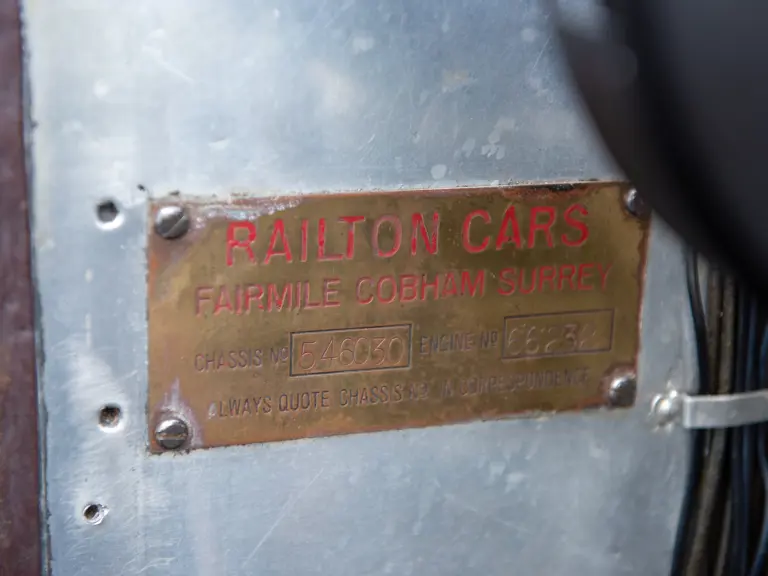 RAILTON CARS
FAIRMILE COBHAM SURREY
CHASSIS No 546030 ENGINE No
ALWAYS QUOTE CHASSIS No IN CORRESPONDENCE